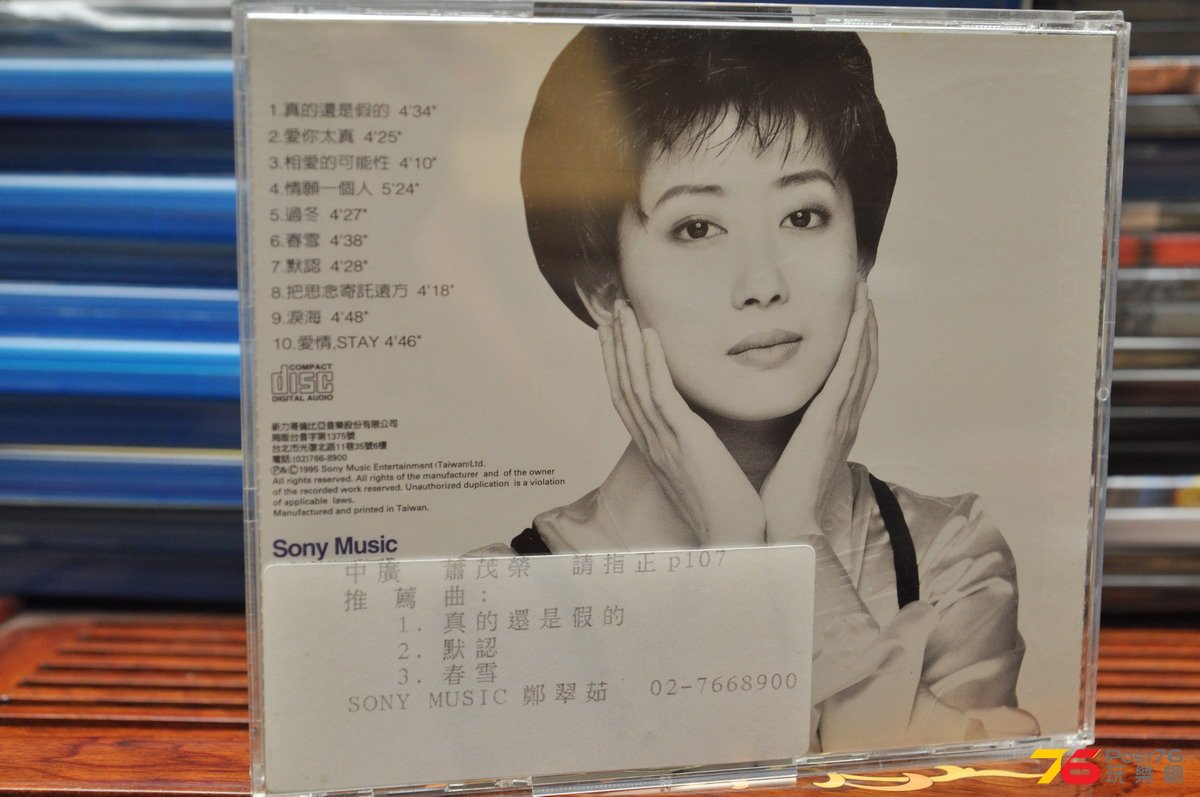 1.真的還是假的 4'34"
2.愛你太真 4'25"
3.相愛的可能性 4'10"
4.情願一個人 5'24"
5.過冬 4'27"
6.春雪 4'38"
7.默認 4'28"
8.把思念寄託遠方 4'18"
9.淚海 4'48"
10.愛情,STAY 4'46"
COMPACT
disc
DIGITAL AUDIO
新力哥倫比亞音樂股份有限公司
局版台音字第1375號
台北市光復北路11巷35號6樓
電話:(02)766-8900
Ⓟ&Ⓒ1995 Sony Music Entertainment (Taiwan) Ltd.
All rights reserved. All rights of the manufacturer and of the owner
of the recorded work reserved. Unauthorized duplication is a violation
of applicable laws.
Manufactured and printed in Taiwan.
Sony Music
中廣 蕭茂榮 請指正 p107
推薦曲:
1. 真的還是假的
2. 默認
3. 春雪
SONY MUSIC 鄭翠茹 02-7668900
76 Post76
玩樂網